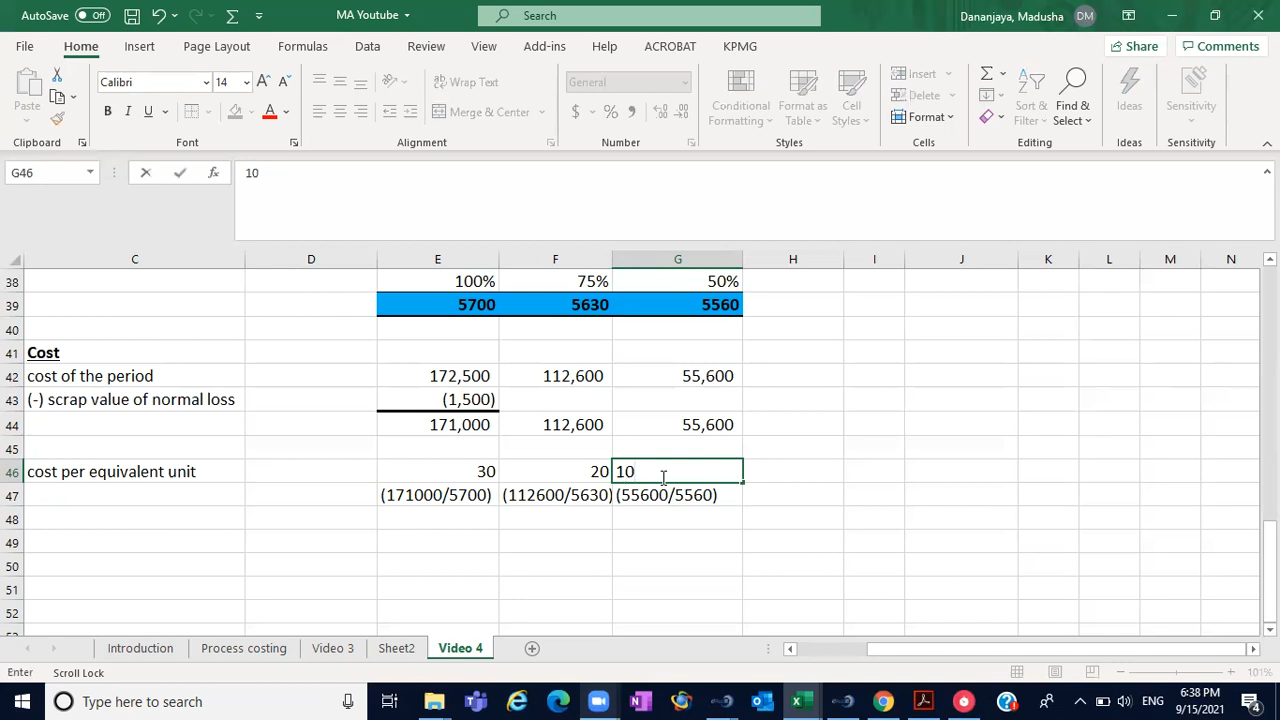 AutoSave Off MA Youtube Search Dananjaya, Madusha DM
File Home Insert Page Layout Formulas Data Review View Add-ins Help ACROBAT KPMG Share Comments
Calibri 14 Wrap Text General Insert
Paste B I U Merge & Center $ % Conditional Formatting Format as Table Cell Styles Delete Format Sort & Filter Find & Select Ideas Sensitivity
Clipboard Font Alignment Number Styles Cells Editing Ideas Sensitivity
G46 fx 10
C D E F G H I J K L M N
38 100% 75% 50%
39 5700 5630 5560
40
41 Cost
42 cost of the period 172,500 112,600 55,600
43 (-) scrap value of normal loss (1,500)
44 171,000 112,600 55,600
45
46 cost per equivalent unit 30 20 10
47 (171000/5700) (112600/5630) (55600/5560)
48
49
50
51
52
Introduction Process costing Video 3 Sheet2 Video 4
Enter Scroll Lock 101%
Type here to search ENG 6:38 PM
9/15/2021 4